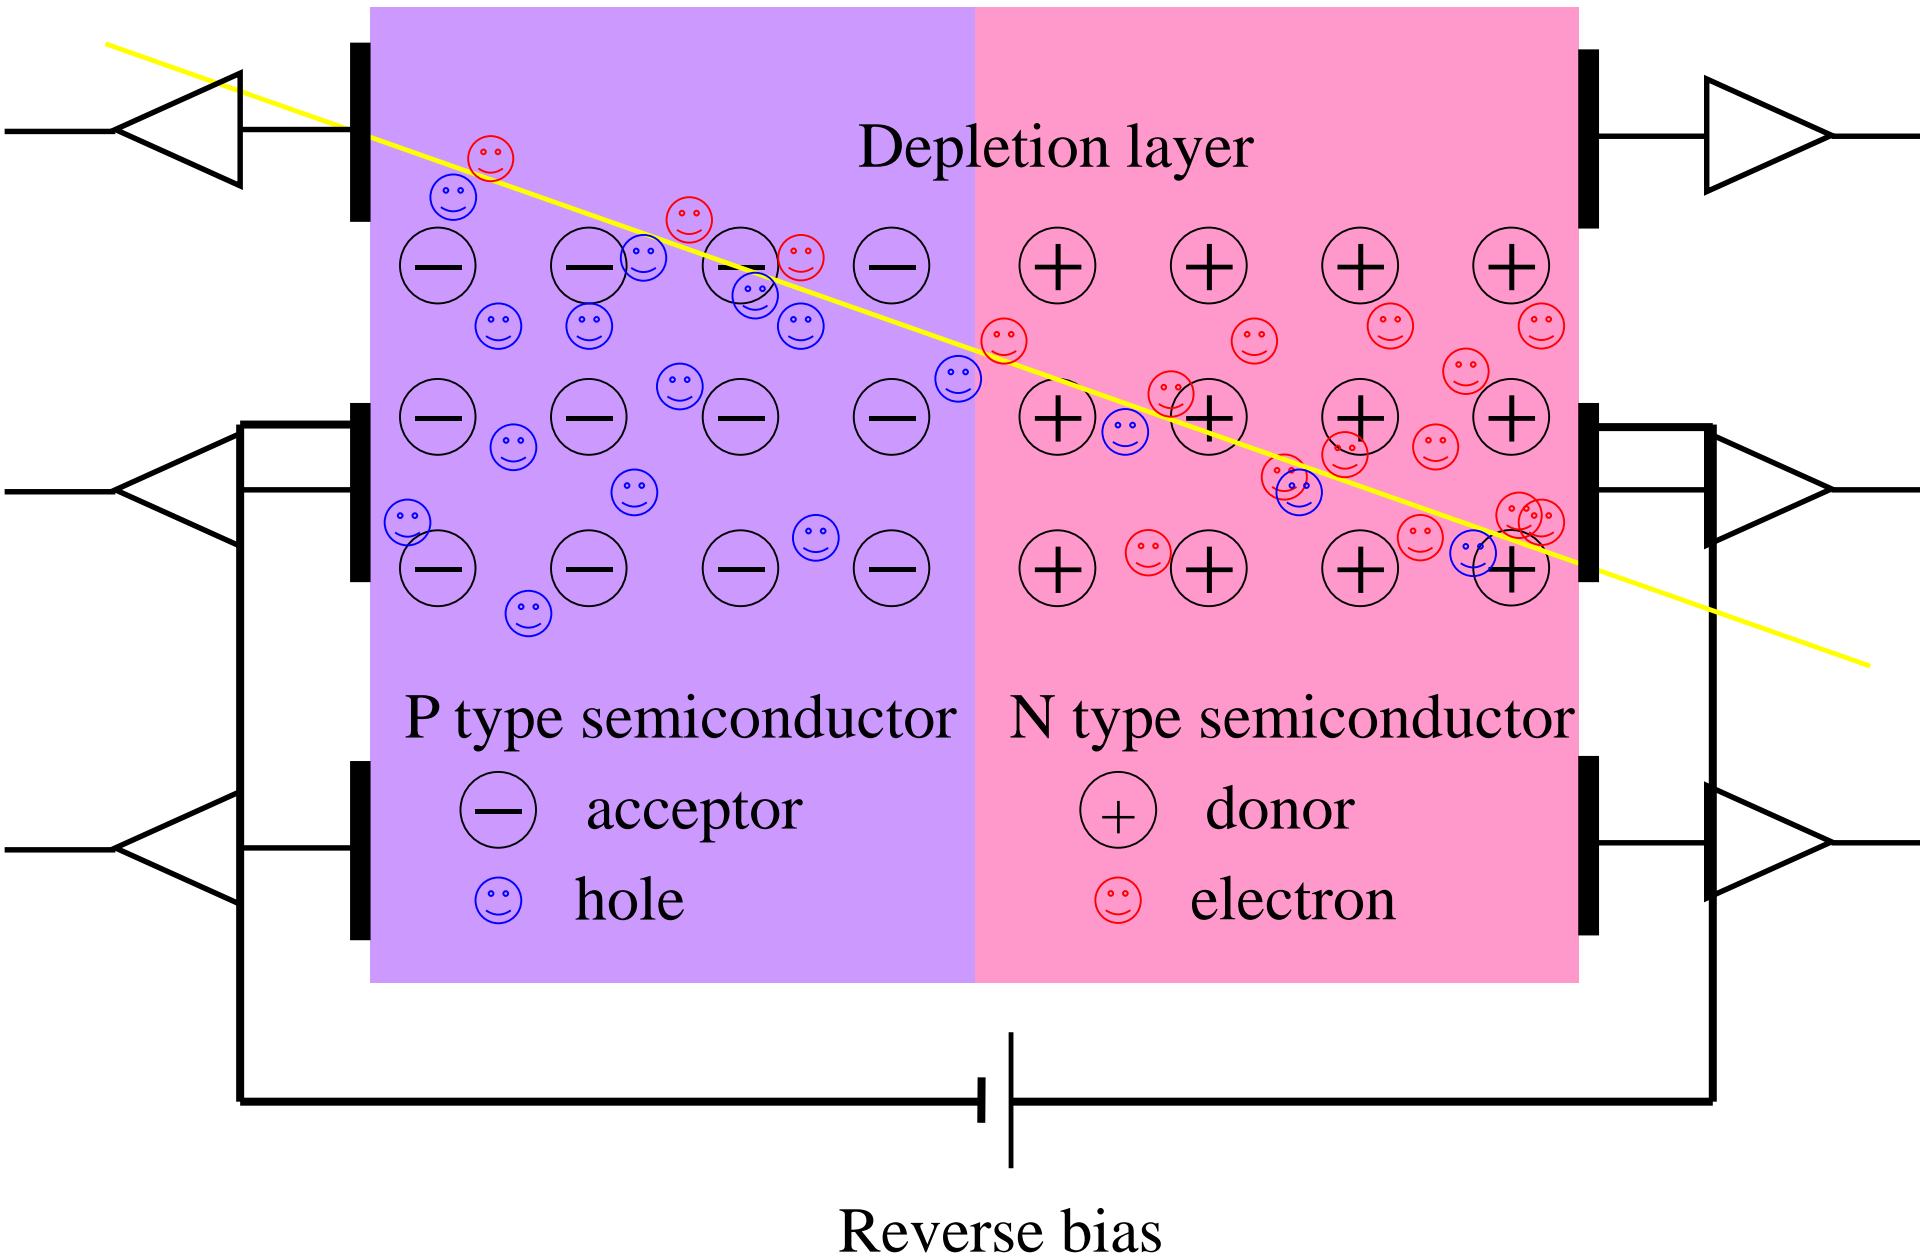 Depletion layer
P type semiconductor
N type semiconductor
acceptor
donor
hole
electron
Reverse bias